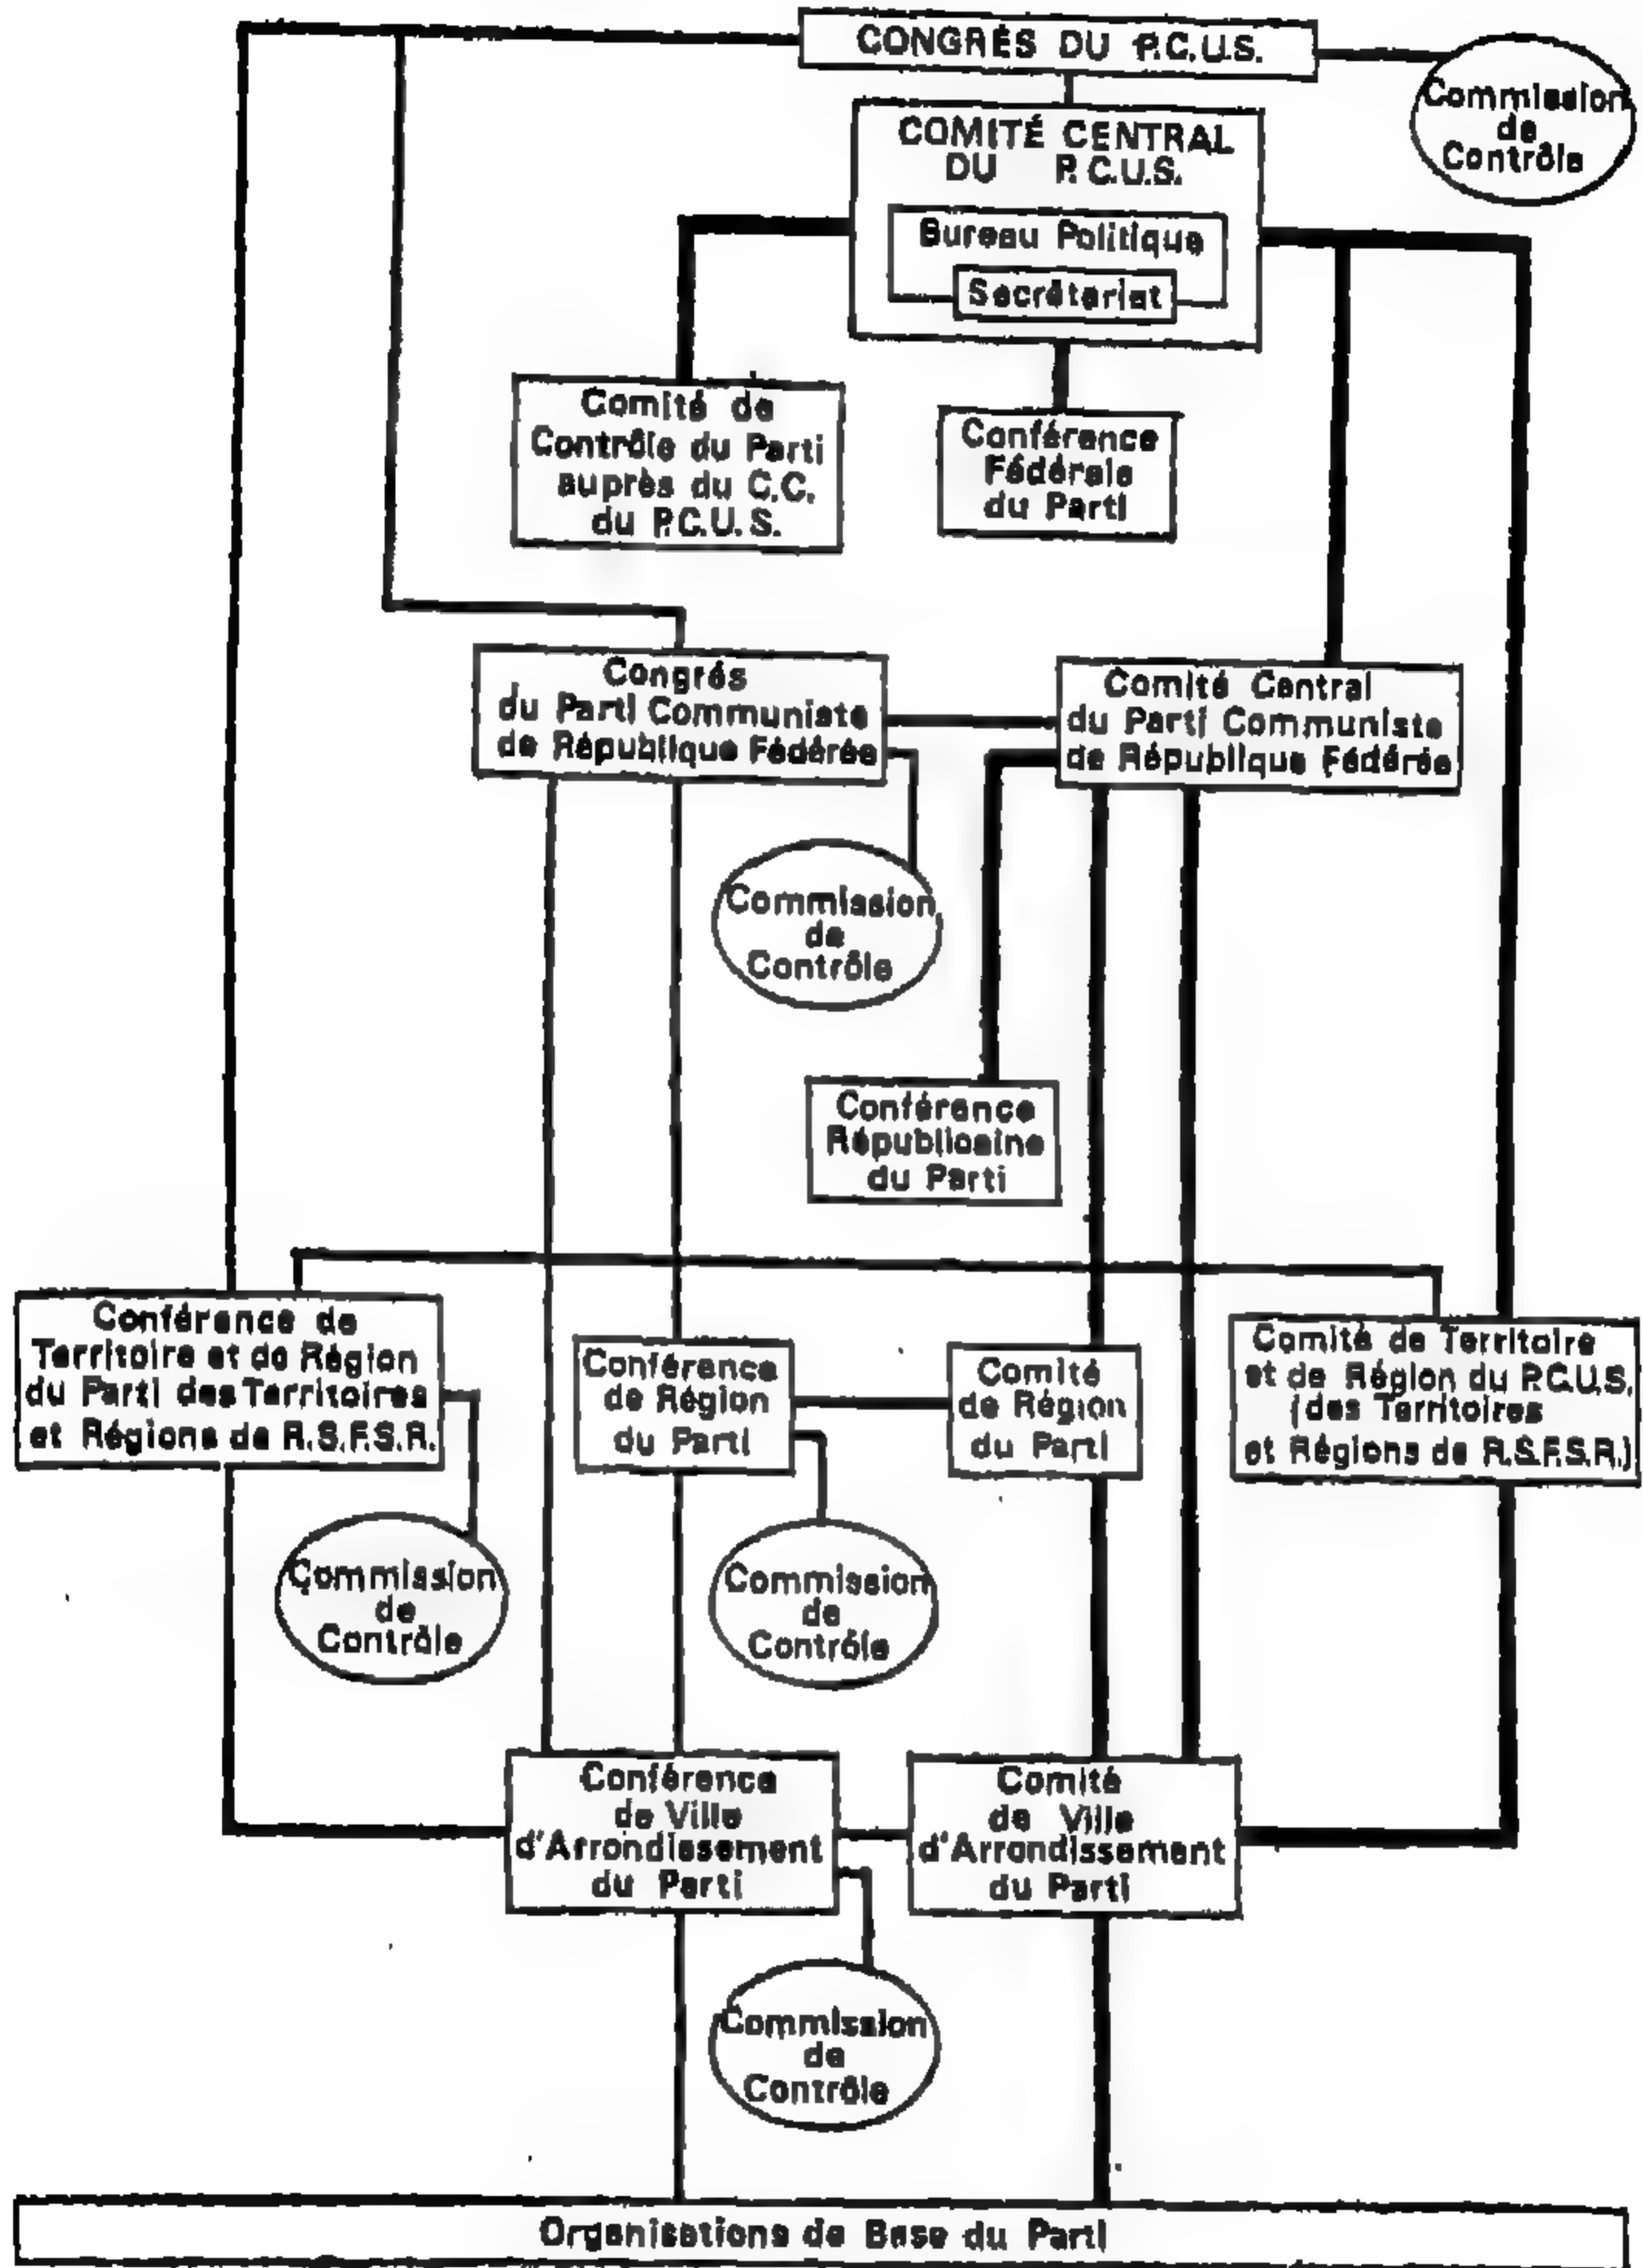 CONGRÈS DU P.C.U.S.
Commission
de
Contrôle
COMITÉ CENTRAL
DU P.C.U.S.
Bureau Politique
Secrétariat
Comité de
Contrôle du Parti
auprès du C.C.
du P.C.U.S.
Conférence
Fédérale
du Parti
Congrés
du Parti Communiste
de République Fédérée
Comité Central
du Parti Communiste
de République Fédérée
Commission
de
Contrôle
Conférence
Républicaine
du Parti
Conférence de
Territoire et de Région
du Parti des Territoires
et Régions de R.S.F.S.R.
Conférence
de Région
du Parti
Comité
de Région
du Parti
Comité de Territoire
et de Région du P.C.U.S.
(des Territoires
et Régions de R.S.F.S.R.)
Commission
de
Contrôle
Commission
de
Contrôle
Conférence
de Ville
d'Arrondissement
du Parti
Comité
de Ville
d'Arrondissement
du Parti
Commission
de
Contrôle
Organisations de Base du Parti